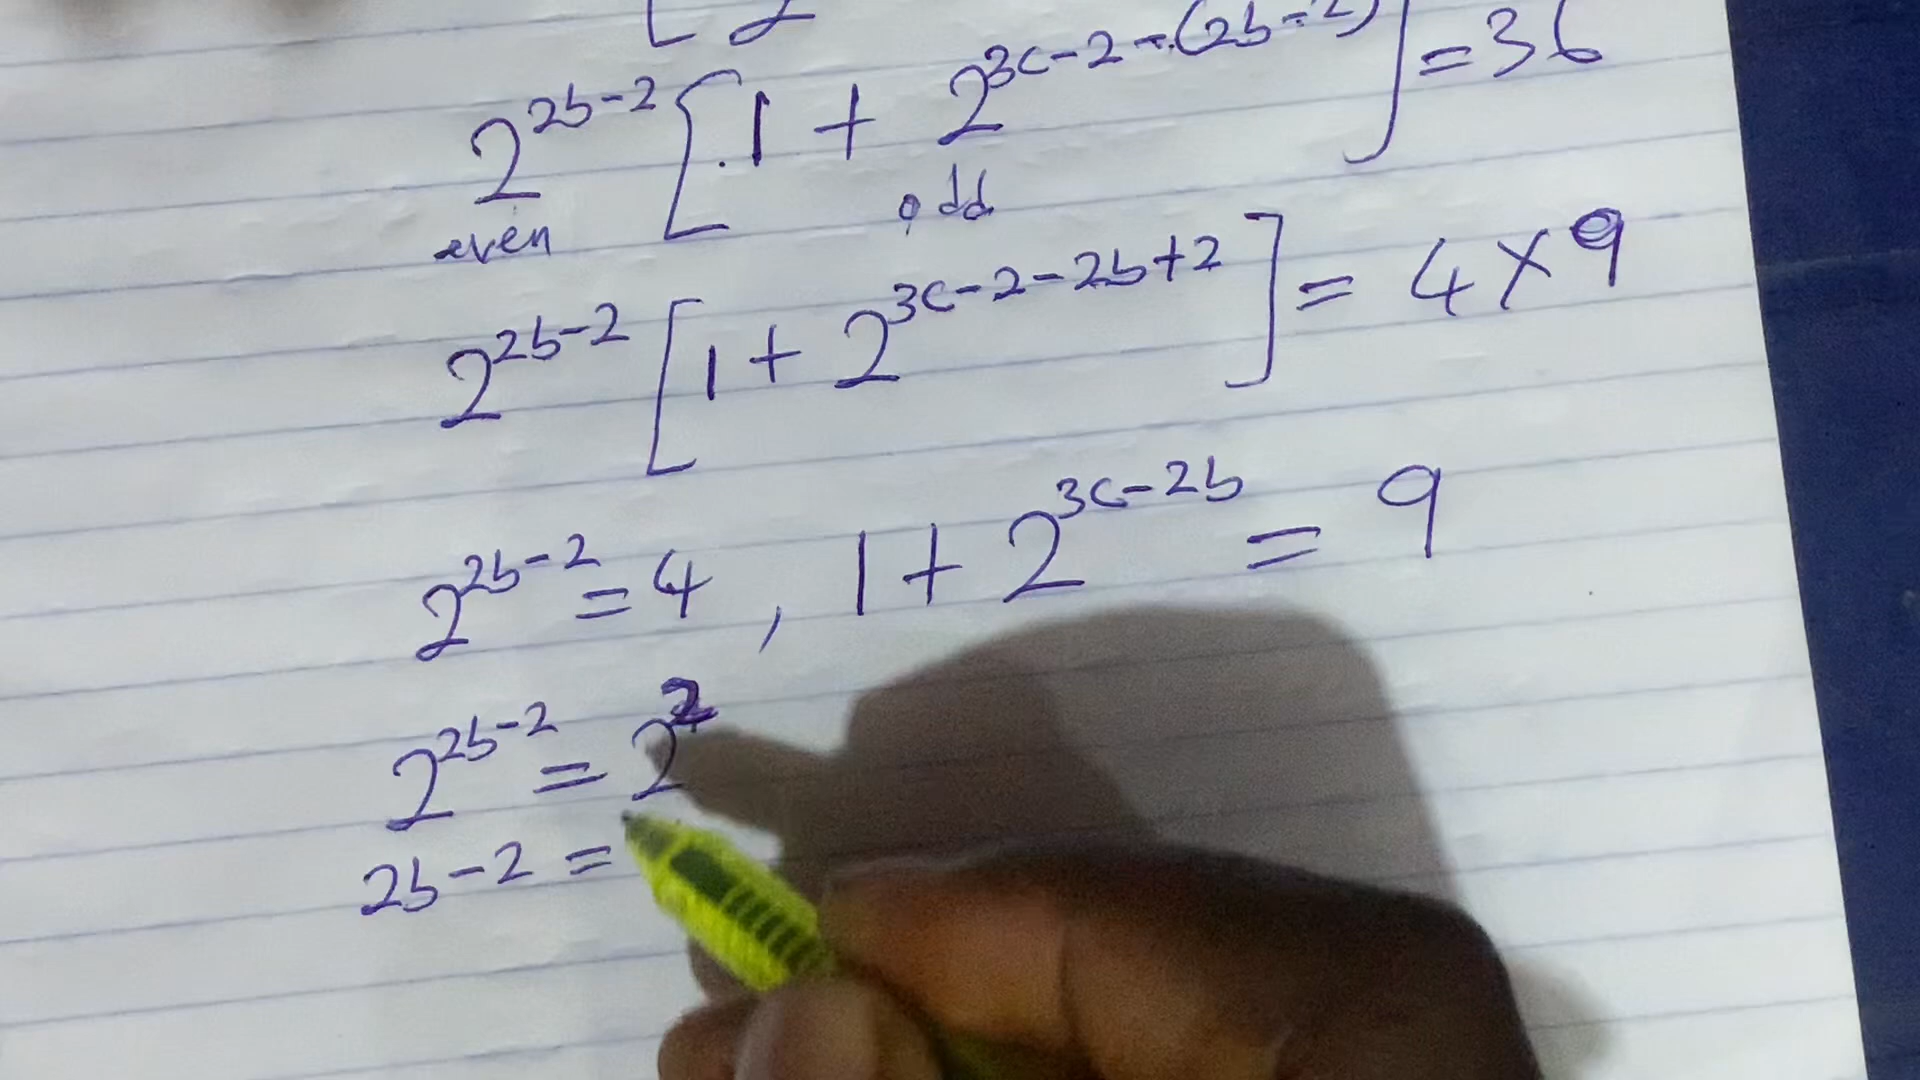 [2
2^{2b-2}[1 + 2^{3c-2-(2b-2)}] = 36
even odd
2^{2b-2}[1 + 2^{3c-2-2b+2}] = 4 × 9
2^{2b-2} = 4 , 1 + 2^{3c-2b} = 9
2^{2b-2} = 2^2
2b-2 =